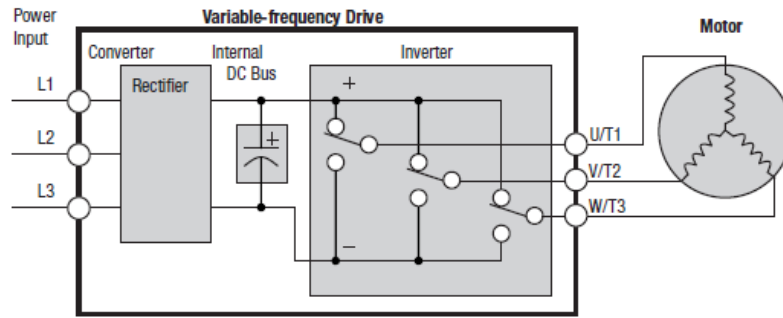 Power
Input
Variable-frequency Drive
Motor
Converter
Internal
DC Bus
Inverter
L1
Rectifier
+
+
L2
L3
−
U/T1
V/T2
W/T3